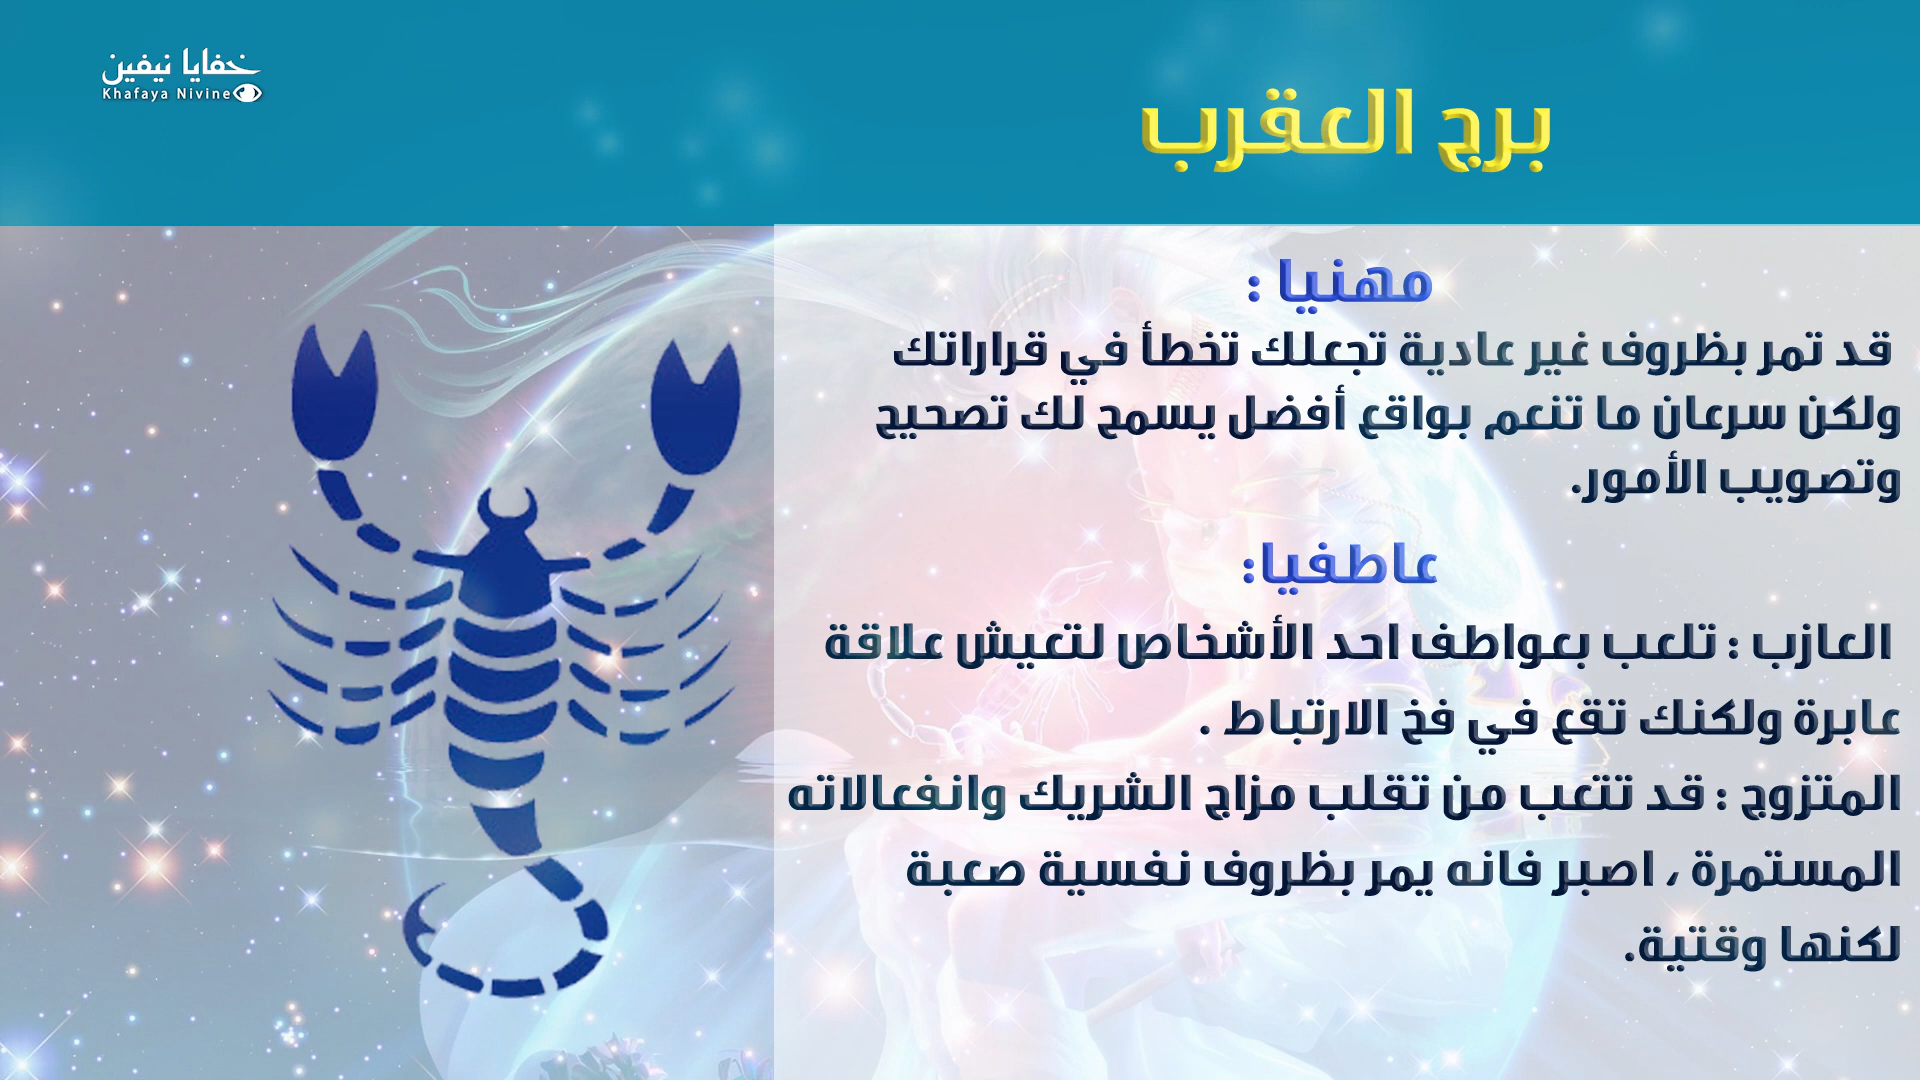 خفايا نيفين
Khafaya Nivine
برج العقرب
مهنيا :
قد تمر بظروف غير عادية تجعلك تخطأ في قراراتك
ولكن سرعان ما تنعم بواقع أفضل يسمح لك تصحيح
وتصويب الأمور.
عاطفيا:
العازب : تلعب بعواطف احد الأشخاص لتعيش علاقة
عابرة ولكنك تقع في فخ الارتباط .
المتزوج : قد تتعب من تقلب مزاج الشريك وانفعالاته
المستمرة ، اصبر فانه يمر بظروف نفسية صعبة
لكنها وقتية.